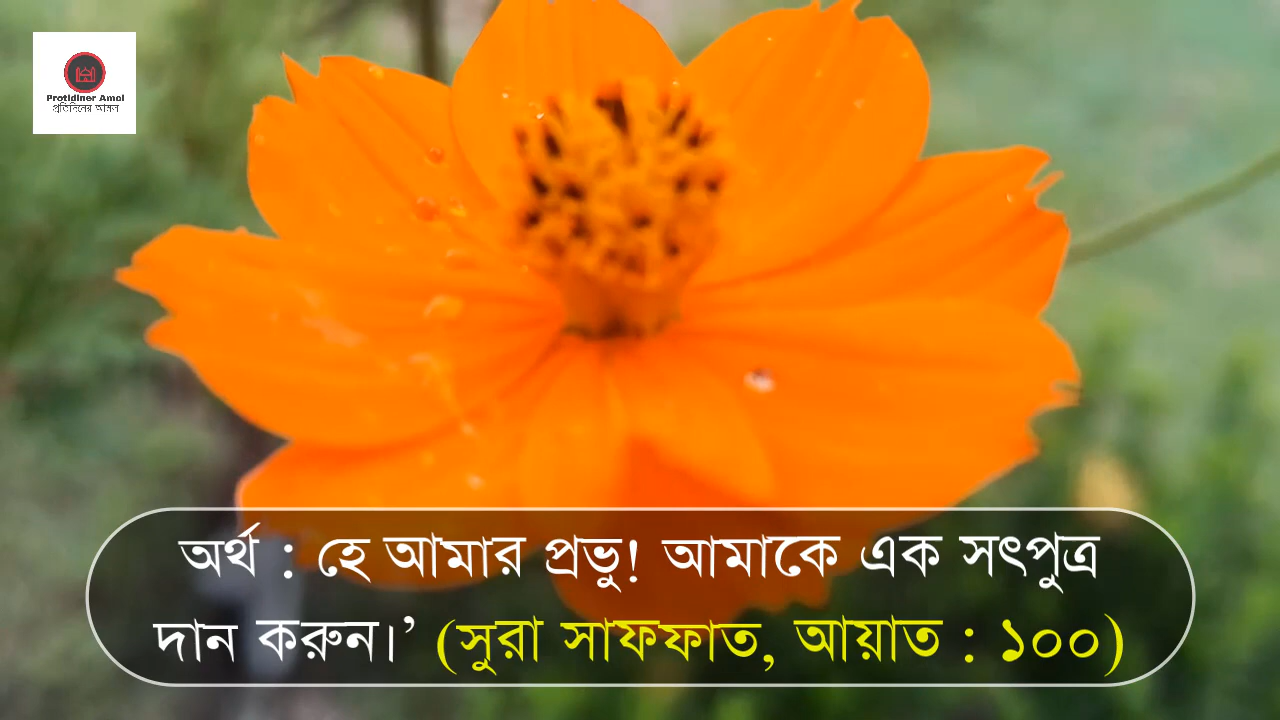 Protidiner Amol
প্রতিদিনের আমল
অর্থ : হে আমার প্রভু! আমাকে এক সৎপুত্র
দান করুন।’ (সুরা সাফফাত, আয়াত : ১০০)